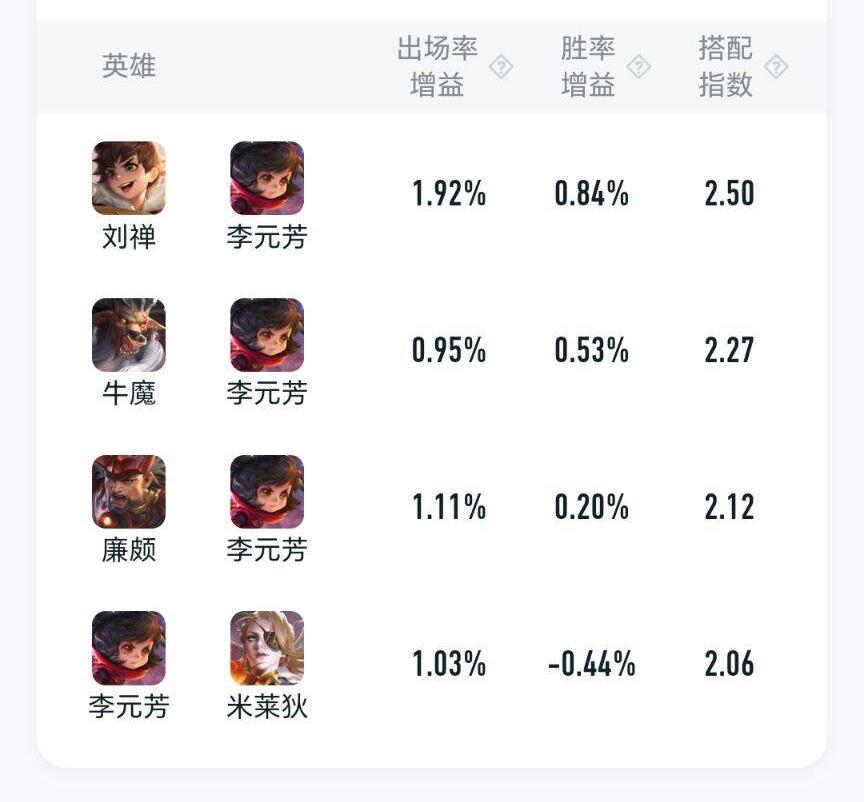 英雄 出场率增益 ? 胜率增益 ? 搭配指数 ?
刘禅 李元芳 1.92% 0.84% 2.50
牛魔 李元芳 0.95% 0.53% 2.27
廉颇 李元芳 1.11% 0.20% 2.12
李元芳 米莱狄 1.03% -0.44% 2.06